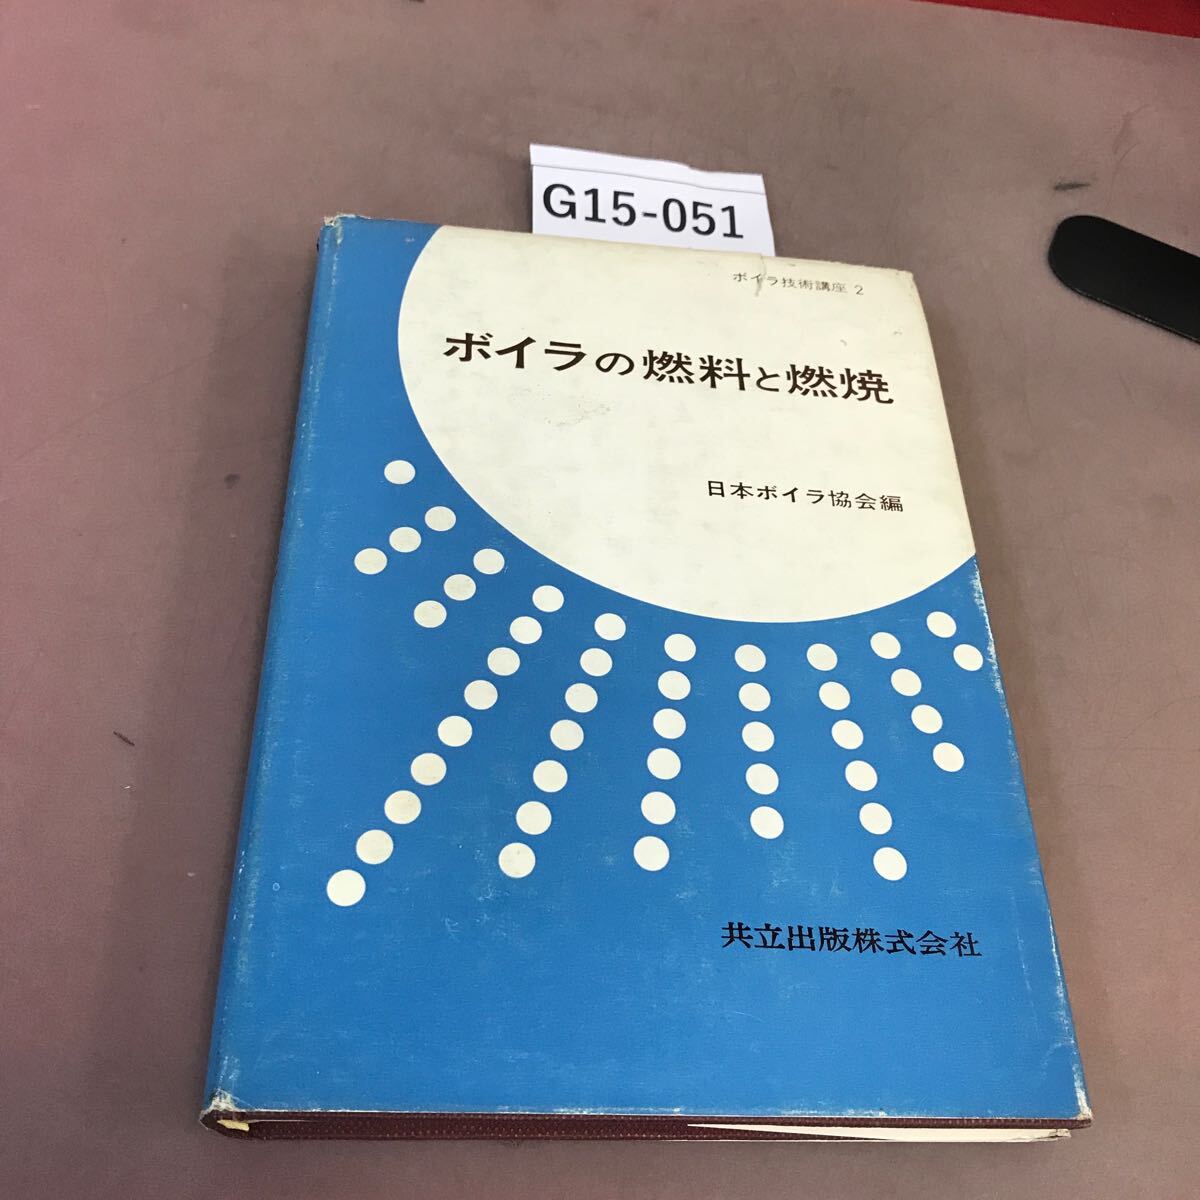 G15-051
ボイラ技術講座 2
ボイラの燃料と燃焼
日本ボイラ協会編
共立出版株式会社